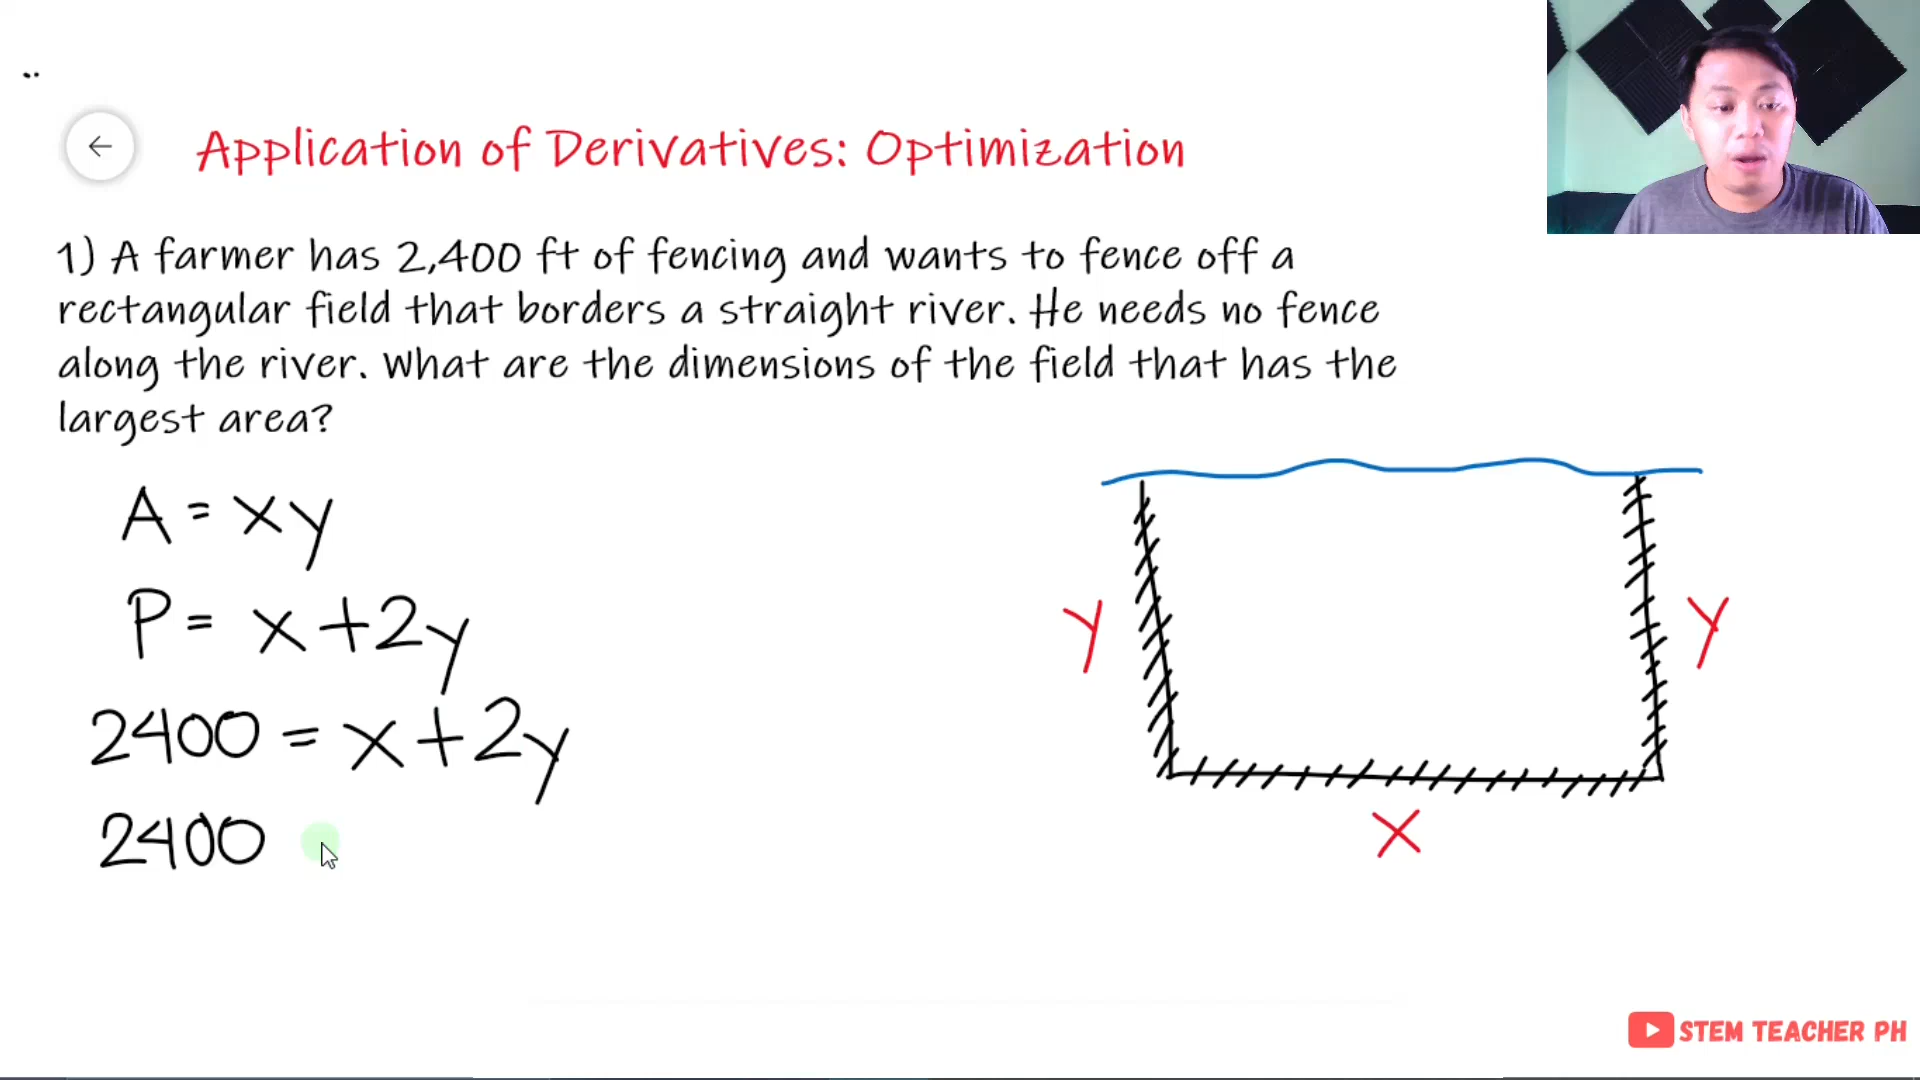 Application of Derivatives: Optimization
1) A farmer has 2,400 ft of fencing and wants to fence off a
rectangular field that borders a straight river. He needs no fence
along the river. What are the dimensions of the field that has the
largest area?
A = xy
P = x + 2y
2400 = x + 2y
2400
y
y
x
STEM TEACHER PH